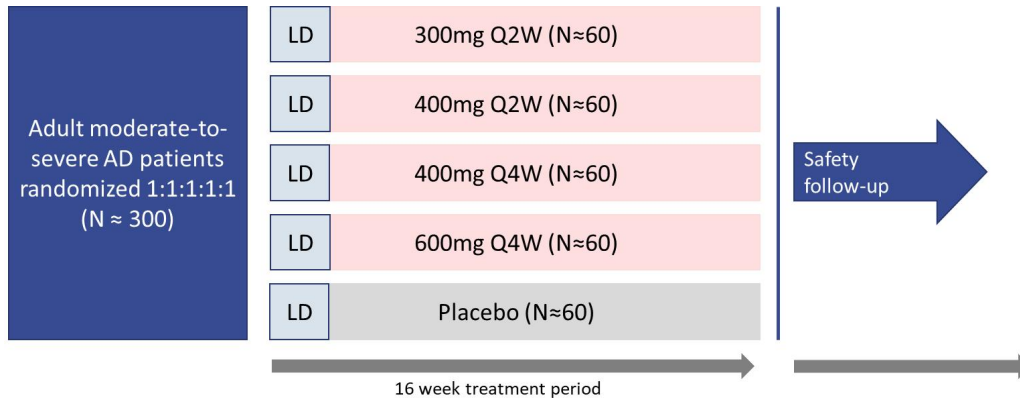 Adult moderate-to-
severe AD patients
randomized 1:1:1:1:1
(N ≈ 300)
LD
300mg Q2W (N≈60)
LD
400mg Q2W (N≈60)
LD
400mg Q4W (N≈60)
LD
600mg Q4W (N≈60)
LD
Placebo (N≈60)
16 week treatment period
Safety
follow-up